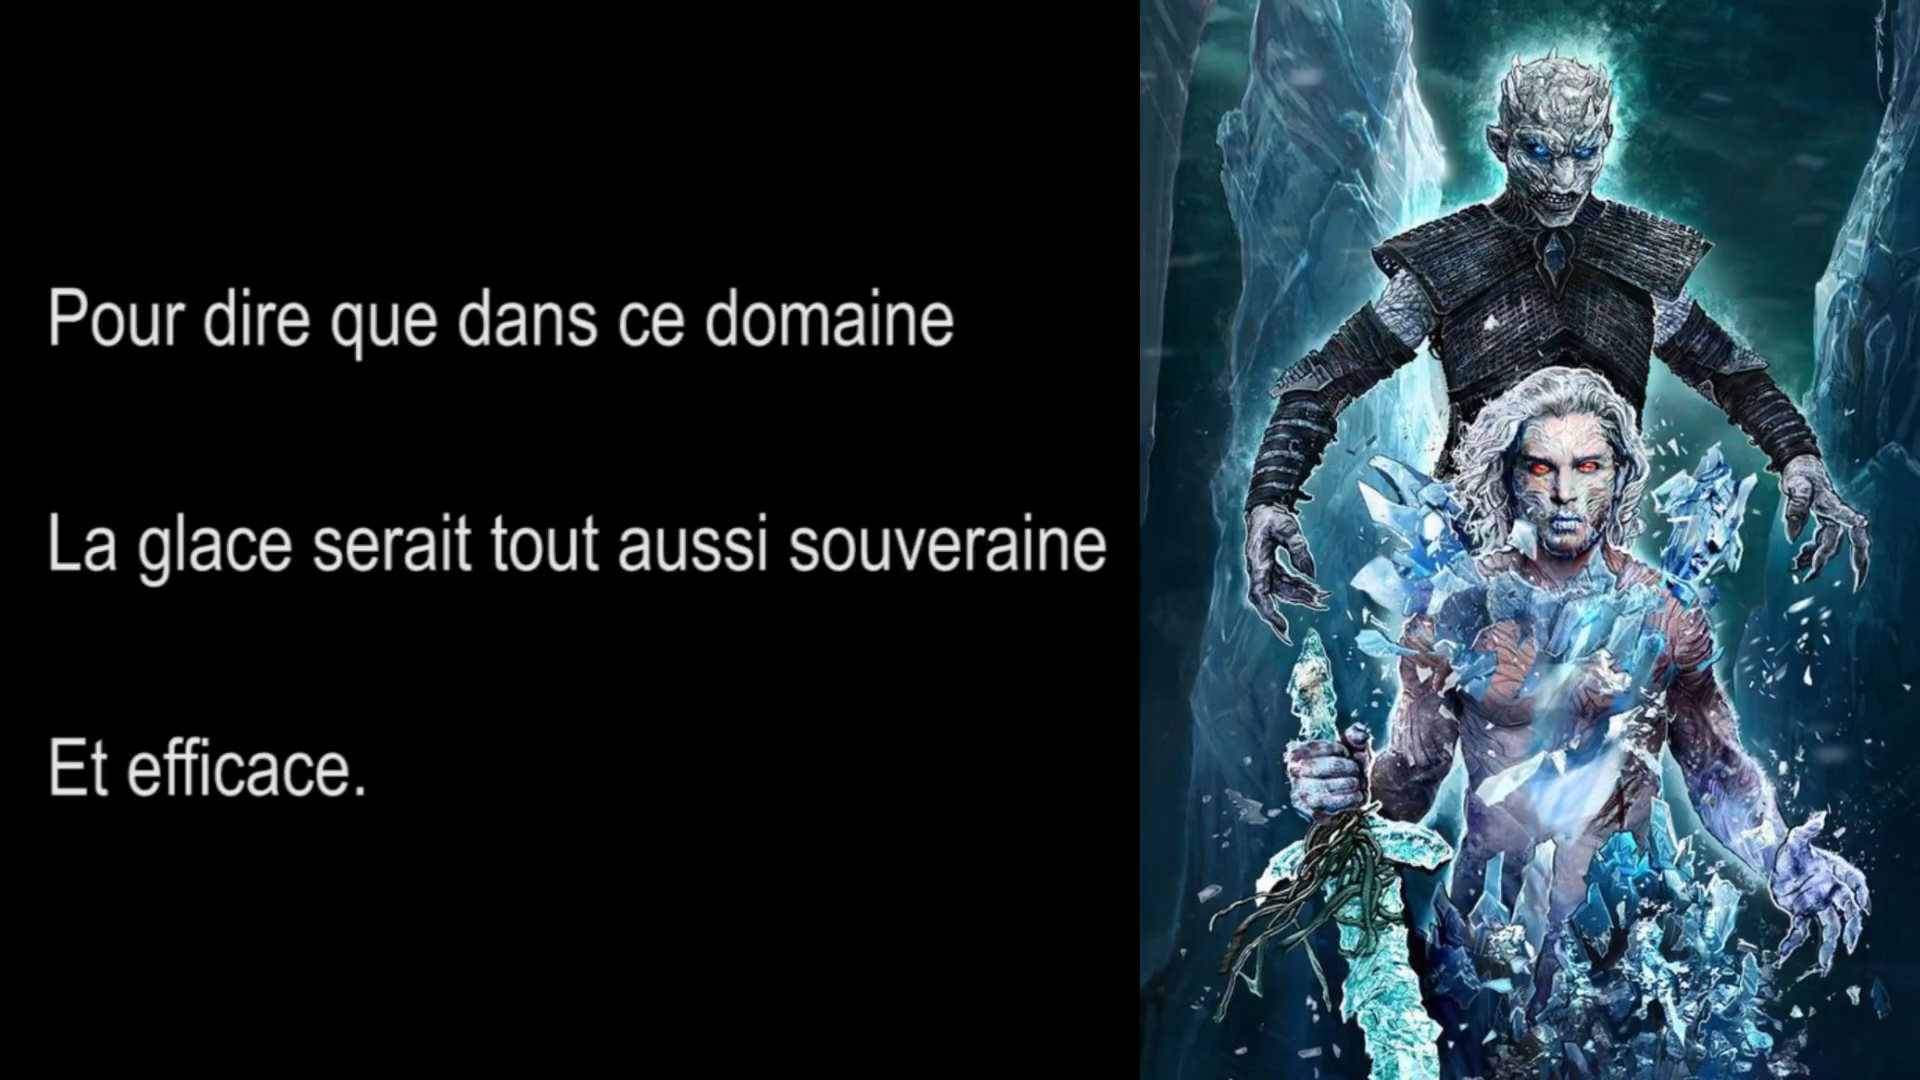 Pour dire que dans ce domaine
La glace serait tout aussi souveraine
Et efficace.